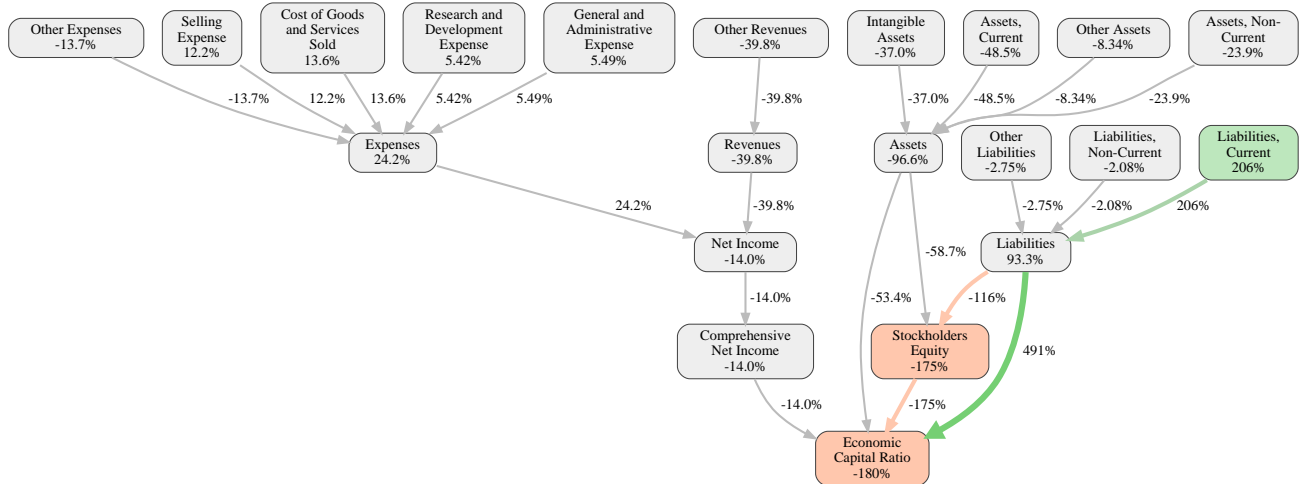 Other Expenses
-13.7%
Selling
Expense
12.2%
Cost of Goods
and Services
Sold
13.6%
Research and
Development
Expense
5.42%
General and
Administrative
Expense
5.49%
Other Revenues
-39.8%
Intangible
Assets
-37.0%
Assets,
Current
-48.5%
Other Assets
-8.34%
Assets, Non-
Current
-23.9%
-13.7%
12.2%
13.6%
5.42%
5.49%
-39.8%
-37.0%
-48.5%
-8.34%
-23.9%
Expenses
24.2%
Revenues
-39.8%
Assets
-96.6%
Other
Liabilities
-2.75%
Liabilities,
Non-Current
-2.08%
Liabilities,
Current
206%
24.2%
-39.8%
-2.75%
-2.08%
206%
Net Income
-14.0%
-58.7%
Liabilities
93.3%
-14.0%
-53.4%
-116%
Comprehensive
Net Income
-14.0%
Stockholders
Equity
-175%
491%
-14.0%
-175%
Economic
Capital Ratio
-180%